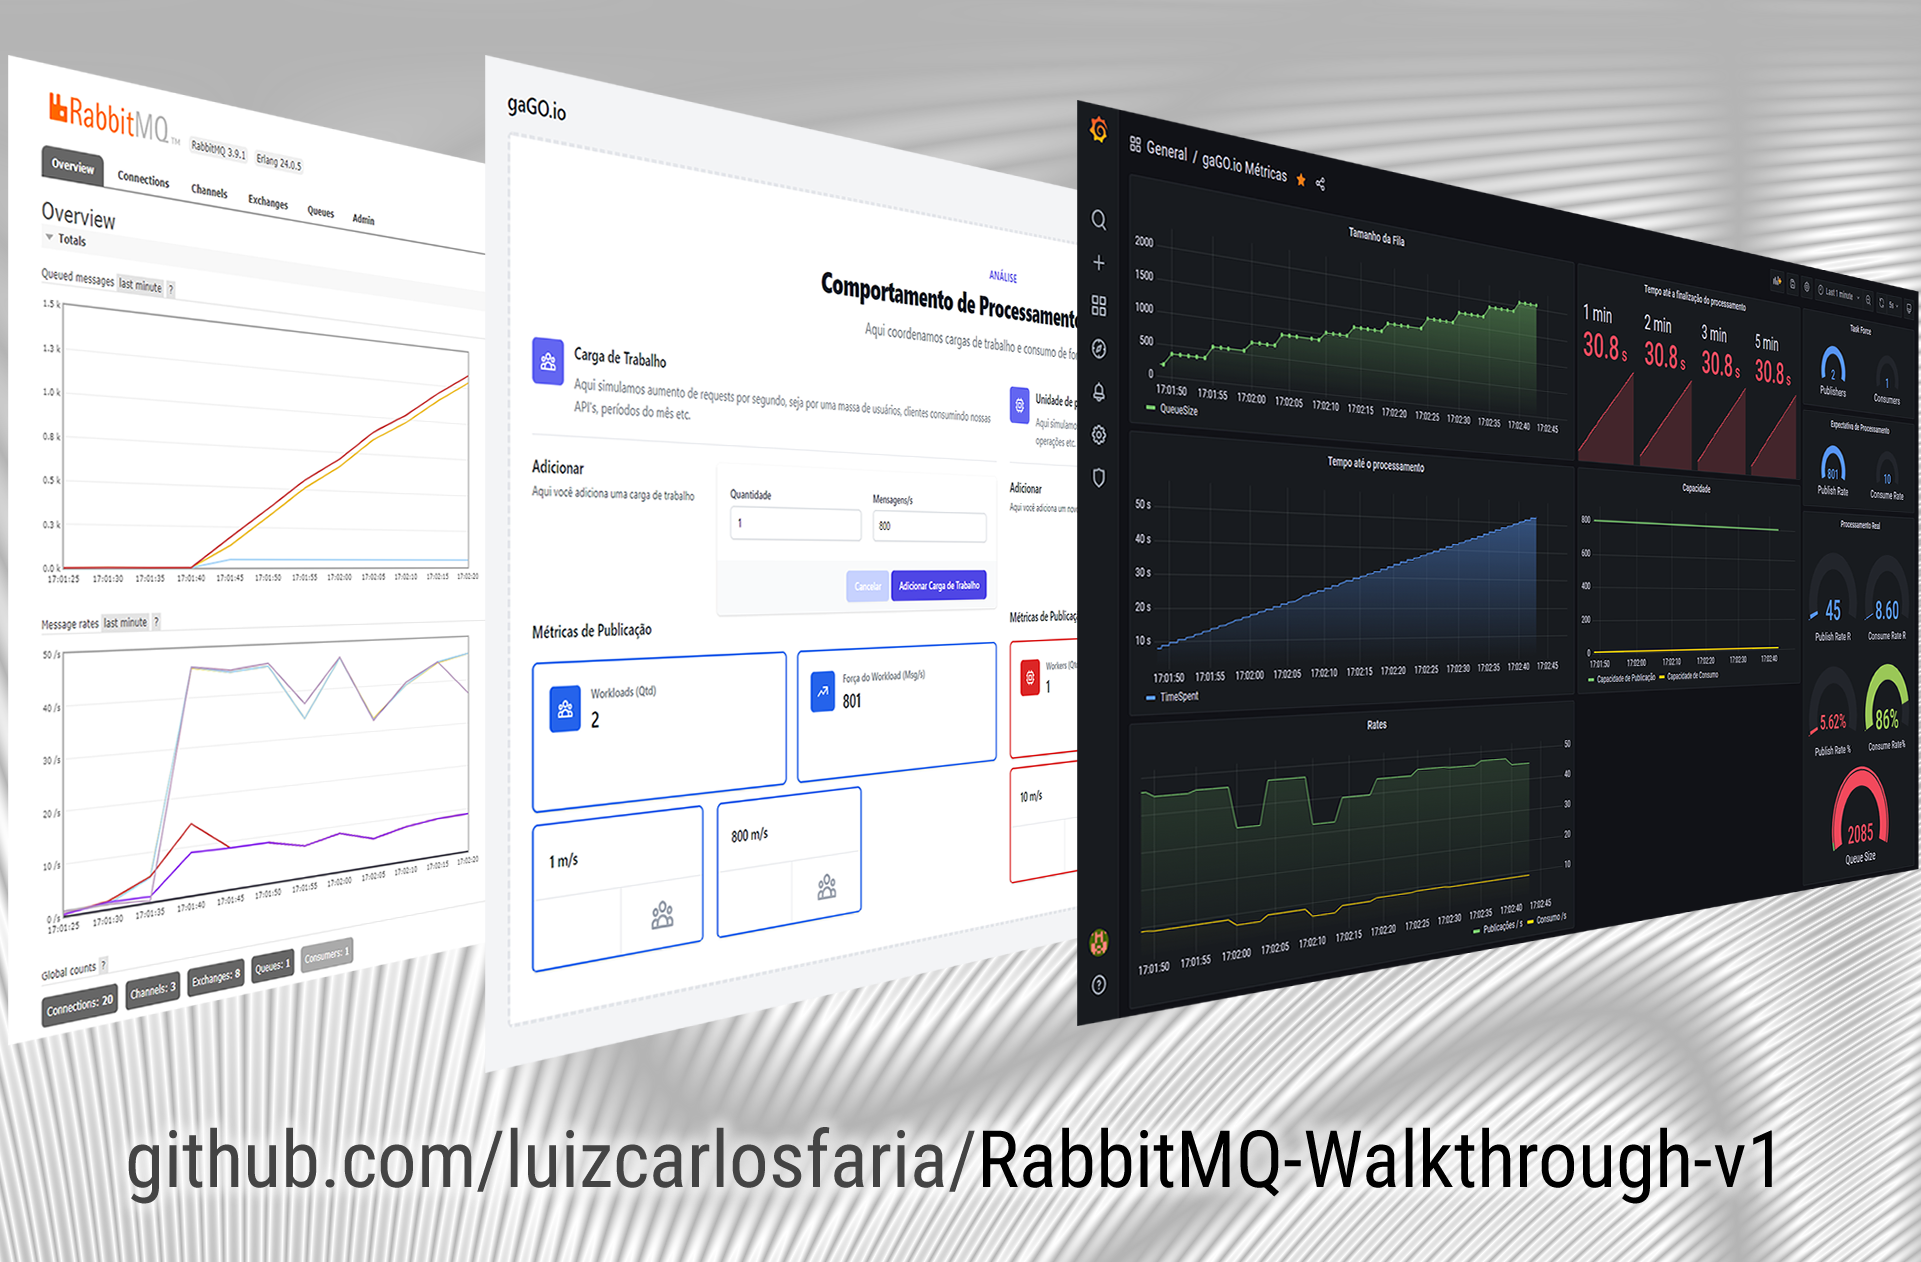 RabbitMQ TM
RabbitMQ 3.9.1
Erlang 24.0.5
Overview
Connections
Channels
Exchanges
Queues
Admin
Overview
Totals
Queued messages last minute ?
1.5 k
1.3 k
1.0 k
0.8 k
0.5 k
0.3 k
0.0 k
17:01:25 17:01:30 17:01:35 17:01:40 17:01:45 17:01:50 17:01:55 17:02:00 17:02:05 17:02:10 17:02:15 17:02:20
Message rates last minute ?
50 /s
40 /s
30 /s
20 /s
10 /s
0 /s
17:01:25 17:01:30 17:01:35 17:01:40 17:01:45 17:01:50 17:01:55 17:02:00 17:02:05 17:02:10 17:02:15 17:02:20
Global counts ?
Connections: 20
Channels: 3
Exchanges: 8
Queues: 1
Consumers: 1
gaGO.io
ANÁLISE
Comportamento de Processamento
Aqui coordenamos cargas de trabalho e consumo de
Carga de Trabalho
Aqui simulamos aumento de requests por segundo, seja por uma massa de usuários, clientes consumindo nossas
API's, períodos do mês etc.
Unidade de
Aqui simulamo
operações etc.
Adicionar
Aqui você adiciona uma carga de trabalho
Quantidade
1
Mensagens/s
800
Cancelar
Adicionar Carga de Trabalho
Adicionar
Aqui você adiciona um
Métricas de Publicação
Workloads (Qtd)
2
Força do Workload (Msg/s)
801
1 m/s
800 m/s
Métricas de Publicaç
Workers (Qt
1
10 m/s
General / gaGO.io Métricas
Last 1 minute
5s
Tamanho da Fila
2000
1500
1000
500
0
17:01:50 17:01:55 17:02:00 17:02:05 17:02:10 17:02:15 17:02:20 17:02:25 17:02:30 17:02:35 17:02:40 17:02:45
QueueSize
Tempo até o processamento
50 s
40 s
30 s
20 s
10 s
17:01:50 17:01:55 17:02:00 17:02:05 17:02:10 17:02:15 17:02:20 17:02:25 17:02:30 17:02:35 17:02:40 17:02:45
TimeSpent
Rates
50
40
30
20
10
17:01:50 17:01:55 17:02:00 17:02:05 17:02:10 17:02:15 17:02:20 17:02:25 17:02:30 17:02:35 17:02:40 17:02:45
Publicações / s Consumo /s
Tempo até a finalização do processamento
1 min 2 min 3 min 5 min
30.8 s 30.8 s 30.8 s 30.8 s
Capacidade
800
600
400
200
0
17:01:50 17:02:00 17:02:10 17:02:20 17:02:30 17:02:40
Capacidade de Publicação Capacidade de Consumo
Task Force
2 1
Publishers Consumers
Expectativa de Processamento
801 10
Publish Rate Consume Rate
Processamento Real
45 8.60
Publish Rate R Consume Rate R
5.62% 86%
Publish Rate % Consume Rate%
2085
Queue Size
github.com/luizcarlosfaria/RabbitMQ-Walkthrough-v1